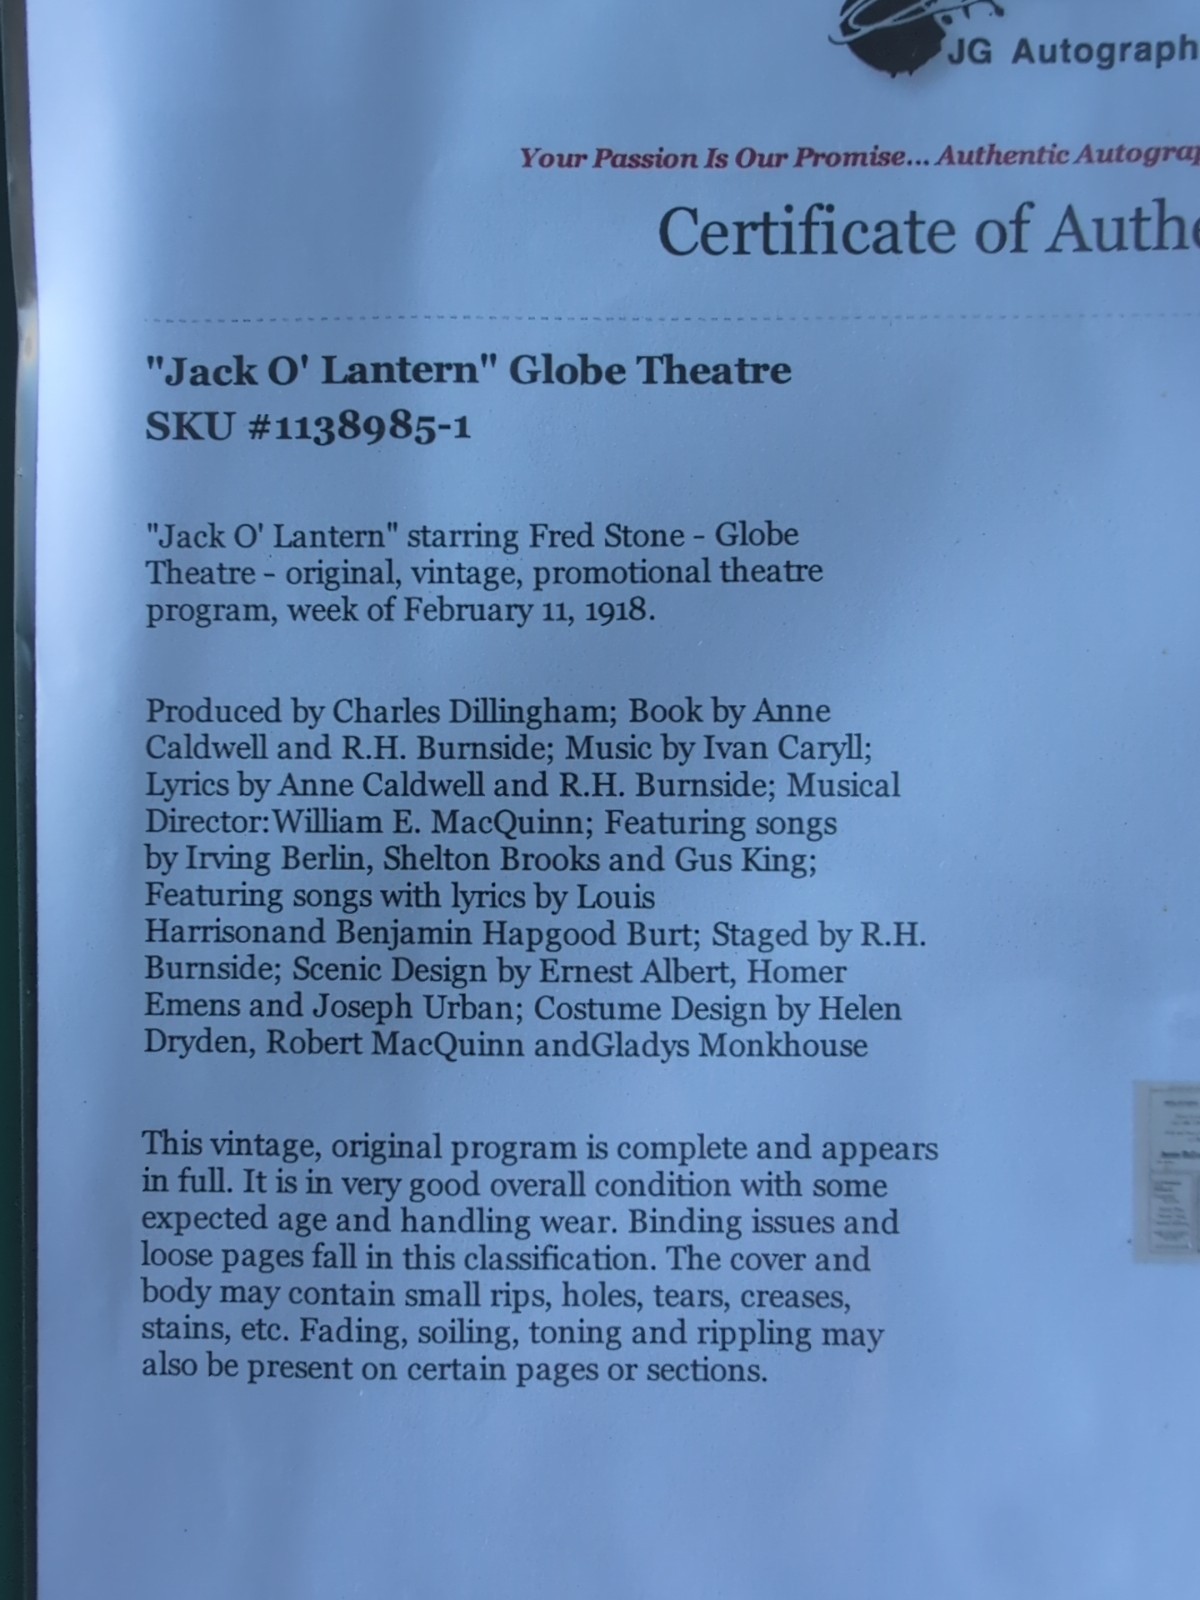 JG Autograph
Your Passion Is Our Promise... Authentic Autograp
Certificate of Authe
"Jack O' Lantern" Globe Theatre
SKU #1138985-1
"Jack O' Lantern" starring Fred Stone - Globe
Theatre - original, vintage, promotional theatre
program, week of February 11, 1918.
Produced by Charles Dillingham; Book by Anne
Caldwell and R.H. Burnside; Music by Ivan Caryll;
Lyrics by Anne Caldwell and R.H. Burnside; Musical
Director:William E. MacQuinn; Featuring songs
by Irving Berlin, Shelton Brooks and Gus King;
Featuring songs with lyrics by Louis
Harrisonand Benjamin Hapgood Burt; Staged by R.H.
Burnside; Scenic Design by Ernest Albert, Homer
Emens and Joseph Urban; Costume Design by Helen
Dryden, Robert MacQuinn andGladys Monkhouse
This vintage, original program is complete and appears
in full. It is in very good overall condition with some
expected age and handling wear. Binding issues and
loose pages fall in this classification. The cover and
body may contain small rips, holes, tears, creases,
stains, etc. Fading, soiling, toning and rippling may
also be present on certain pages or sections.